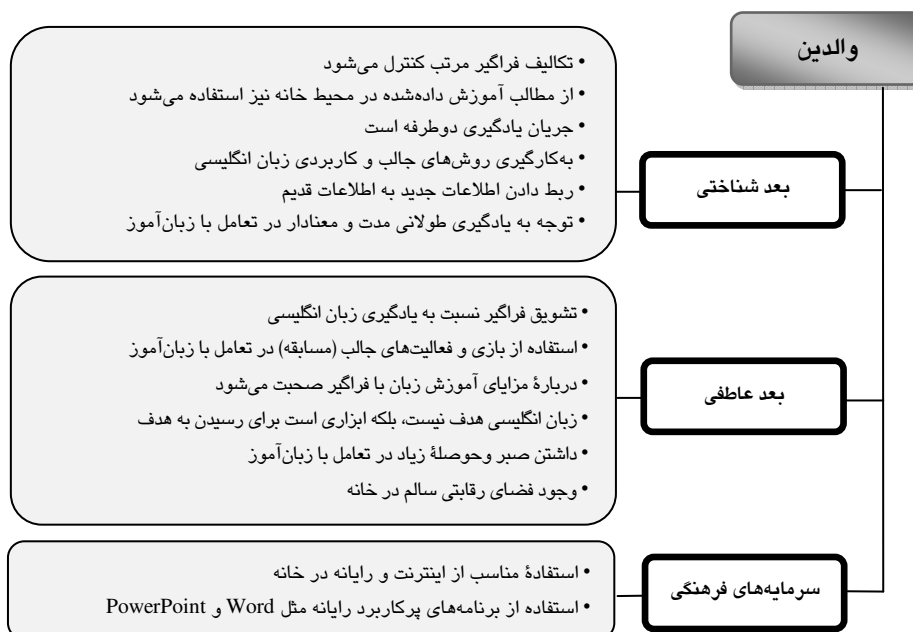 والدین
بعد شناختی
• تکالیف فراگیر مرتب کنترل می‌شود
• از مطالب آموزش داده‌شده در محیط خانه نیز استفاده می‌شود
• جریان یادگیری دوطرفه است
• به‌کارگیری روش‌های جالب و کاربردی زبان انگلیسی
• ربط دادن اطلاعات جدید به اطلاعات قدیم
• توجه به یادگیری طولانی مدت و معنادار در تعامل با زبان‌آموز
بعد عاطفی
• تشویق فراگیر نسبت به یادگیری زبان انگلیسی
• استفاده از بازی و فعالیت‌های جالب (مسابقه) در تعامل با زبان‌آموز
• دربارهٔ مزایای آموزش زبان با فراگیر صحبت می‌شود
• زبان انگلیسی هدف نیست، بلکه ابزاری است برای رسیدن به هدف
• داشتن صبر وحوصلهٔ زیاد در تعامل با زبان‌آموز
• وجود فضای رقابتی سالم در خانه
سرمایه‌های فرهنگی
• استفادهٔ مناسب از اینترنت و رایانه در خانه
• استفاده از برنامه‌های پرکاربرد رایانه مثل Word و PowerPoint